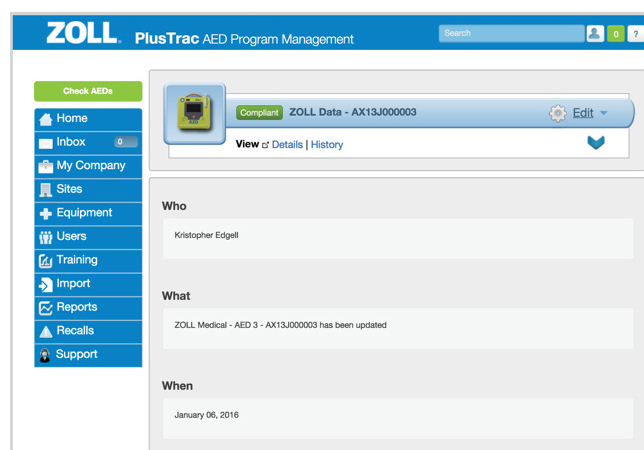 ZOLL. PlusTrac AED Program Management
Search
0
?
Check AEDs
Home
Inbox 0
My Company
Sites
Equipment
Users
Training
Import
Reports
Recalls
Support
Compliant ZOLL Data - AX13J000003 Edit
View Details | History
Who
Kristopher Edgell
What
ZOLL Medical - AED 3 - AX13J000003 has been updated
When
January 06, 2016